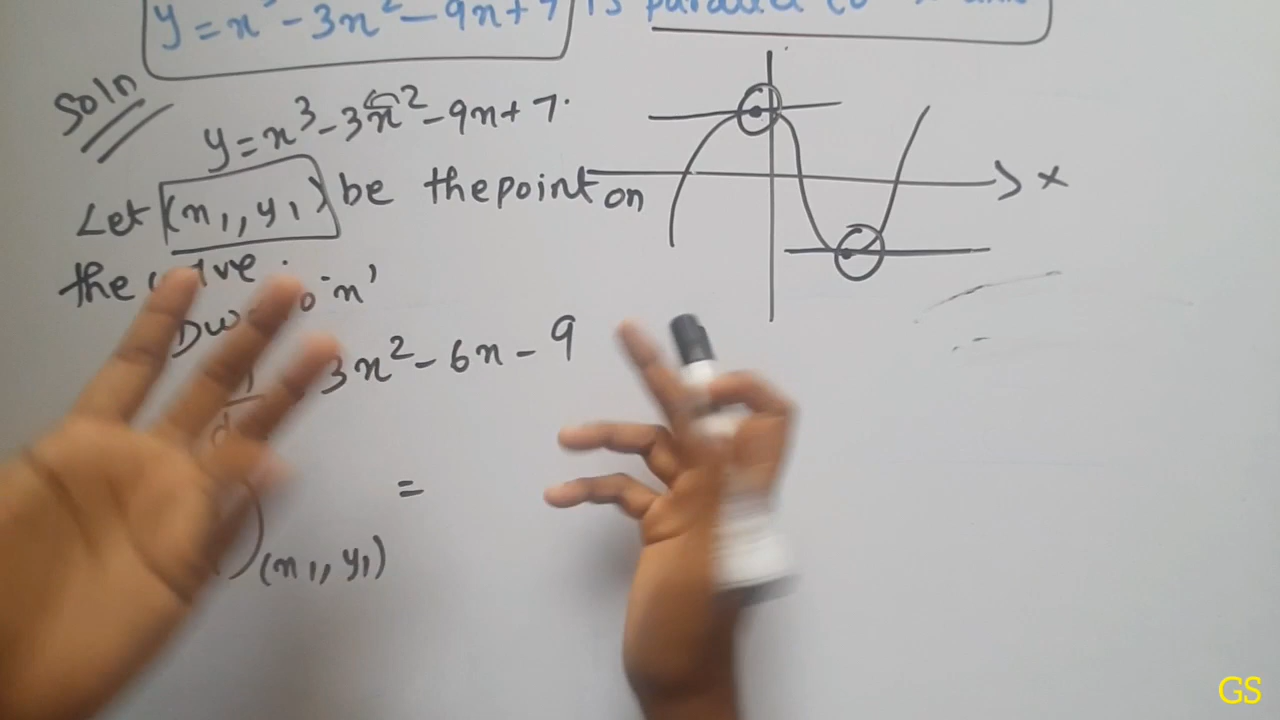 y = x³ - 3x² - 9x + 7 is parallel to x
Soln
y = x³ - 3x² - 9x + 7.
Let (x₁, y₁) be the point on
the
x
'x'
3x² - 6x - 9
=
(x₁, y₁)
GS